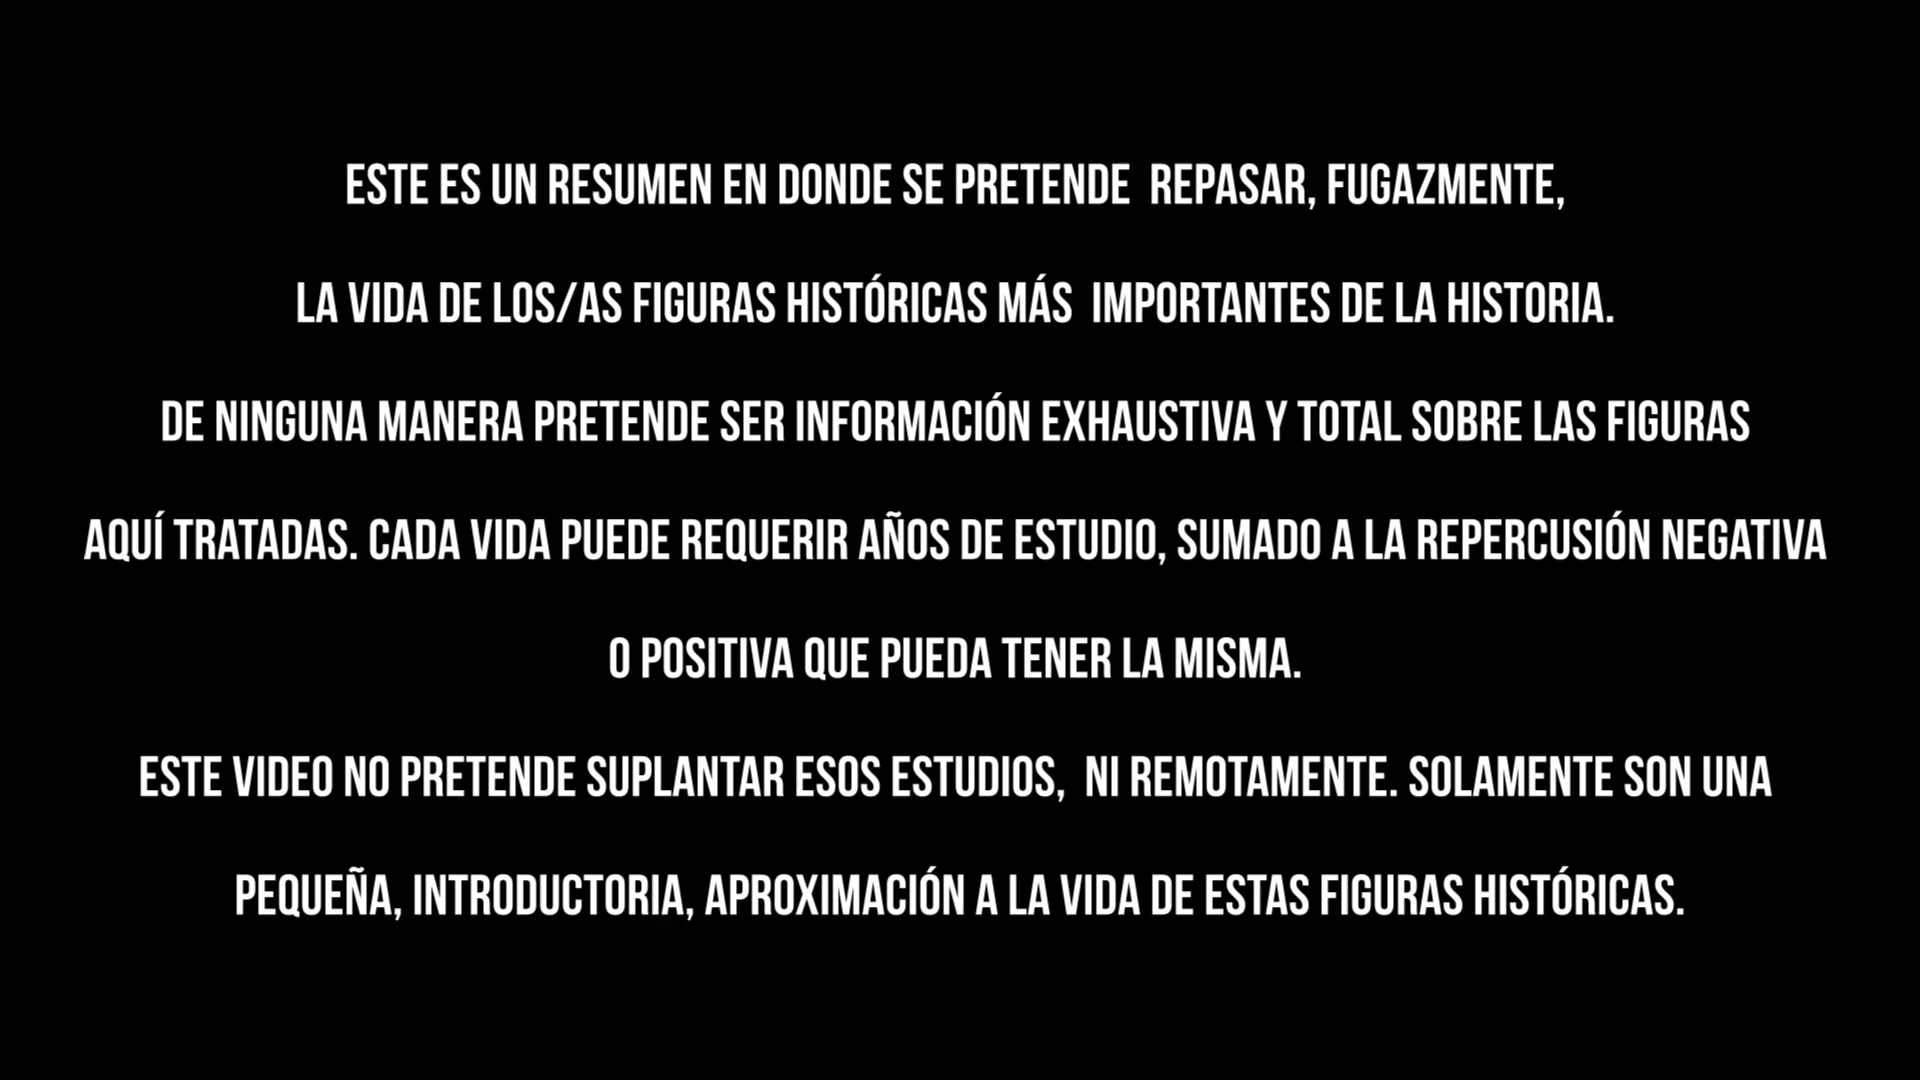 ESTE ES UN RESUMEN EN DONDE SE PRETENDE  REPASAR, FUGAZMENTE,
LA VIDA DE LOS/AS FIGURAS HISTÓRICAS MÁS  IMPORTANTES DE LA HISTORIA.
DE NINGUNA MANERA PRETENDE SER INFORMACIÓN EXHAUSTIVA Y TOTAL SOBRE LAS FIGURAS
AQUÍ TRATADAS. CADA VIDA PUEDE REQUERIR AÑOS DE ESTUDIO, SUMADO A LA REPERCUSIÓN NEGATIVA
O POSITIVA QUE PUEDA TENER LA MISMA.
ESTE VIDEO NO PRETENDE SUPLANTAR ESOS ESTUDIOS,  NI REMOTAMENTE. SOLAMENTE SON UNA
PEQUEÑA, INTRODUCTORIA, APROXIMACIÓN A LA VIDA DE ESTAS FIGURAS HISTÓRICAS.